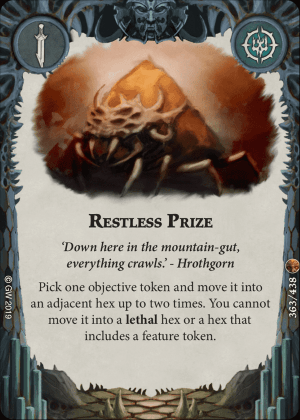 RESTLESS PRIZE
'Down here in the mountain-gut,
everything crawls.' - Hrothgorn
Pick one objective token and move it into
an adjacent hex up to two times. You cannot
move it into a lethal hex or a hex that
includes a feature token.
© GW 2019
363/438